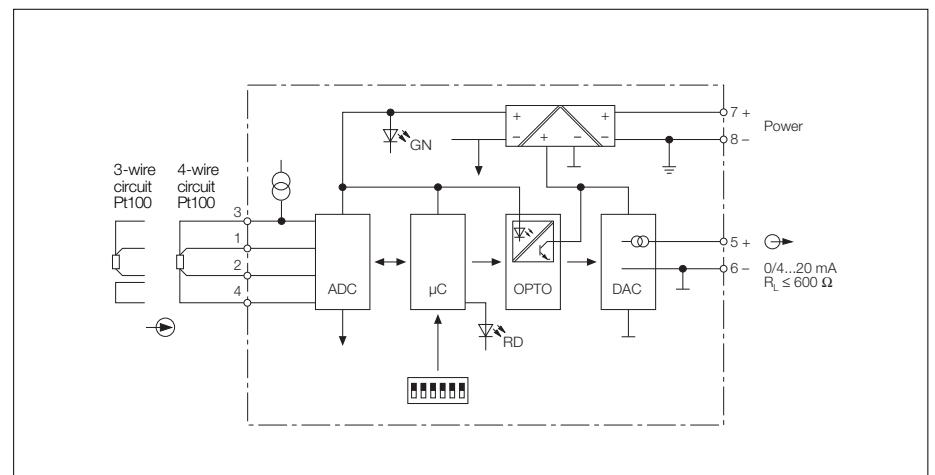 3-wire
circuit
Pt100
4-wire
circuit
Pt100
3
1
2
4
GN
+
−
+
−
+
−
7 +
8 −
Power
ADC
µC
OPTO
DAC
RD
5 +
6 −
0/4...20 mA
R_L ≤ 600 Ω